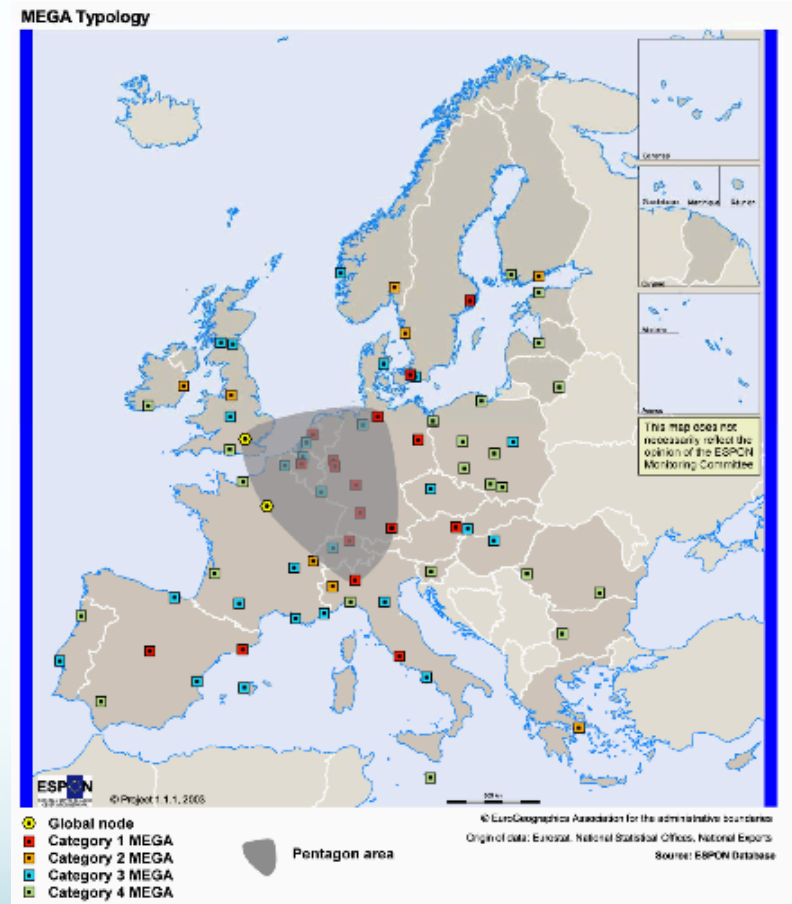 MEGA Typology
Canarias
Guadeloupe Martinique Réunion
This map does not
necessarily reflect the
opinion of the ESPON
Monitoring Committee
ESPON
© Project 1.1.1, 2003
© EuroGeographics Association for the administrative boundaries
Origin of data: Eurostat, National Statistical Offices, National Experts
Source: ESPON Database
Global node
Category 1 MEGA
Category 2 MEGA
Category 3 MEGA
Category 4 MEGA
Pentagon area